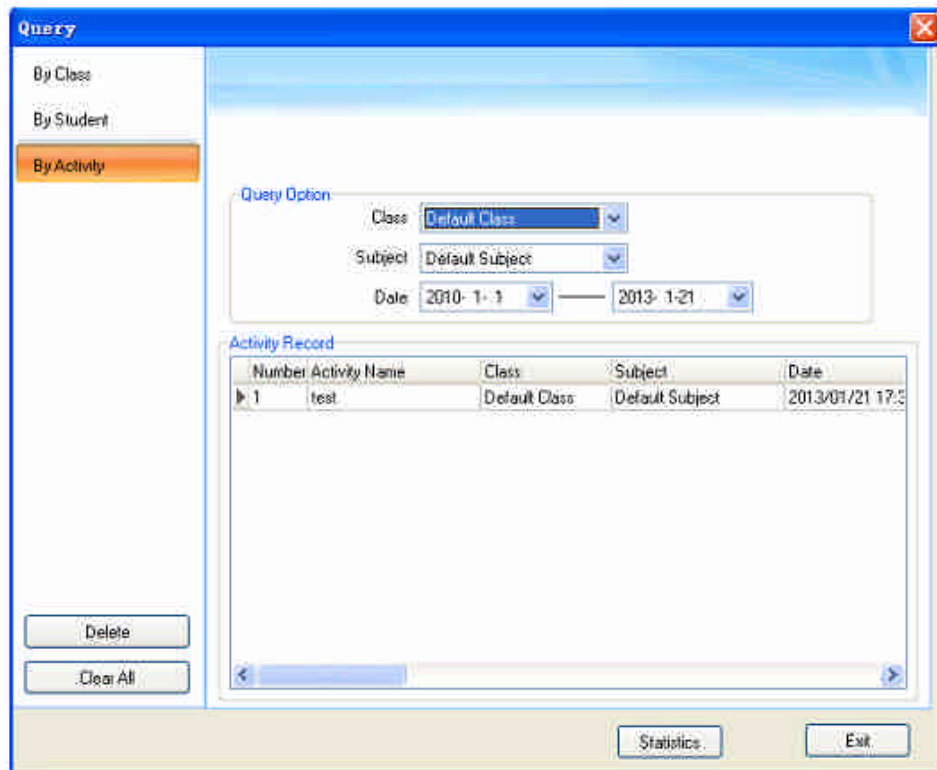 Query
By Class
By Student
By Activity
Query Option
Class Default Class
Subject Default Subject
Date 2010- 1- 1 2013- 1-21
Activity Record
Number Activity Name Class Subject Date
1 test Default Class Default Subject 2013/01/21 17:3
Delete
Clear All
Statistics
Exit